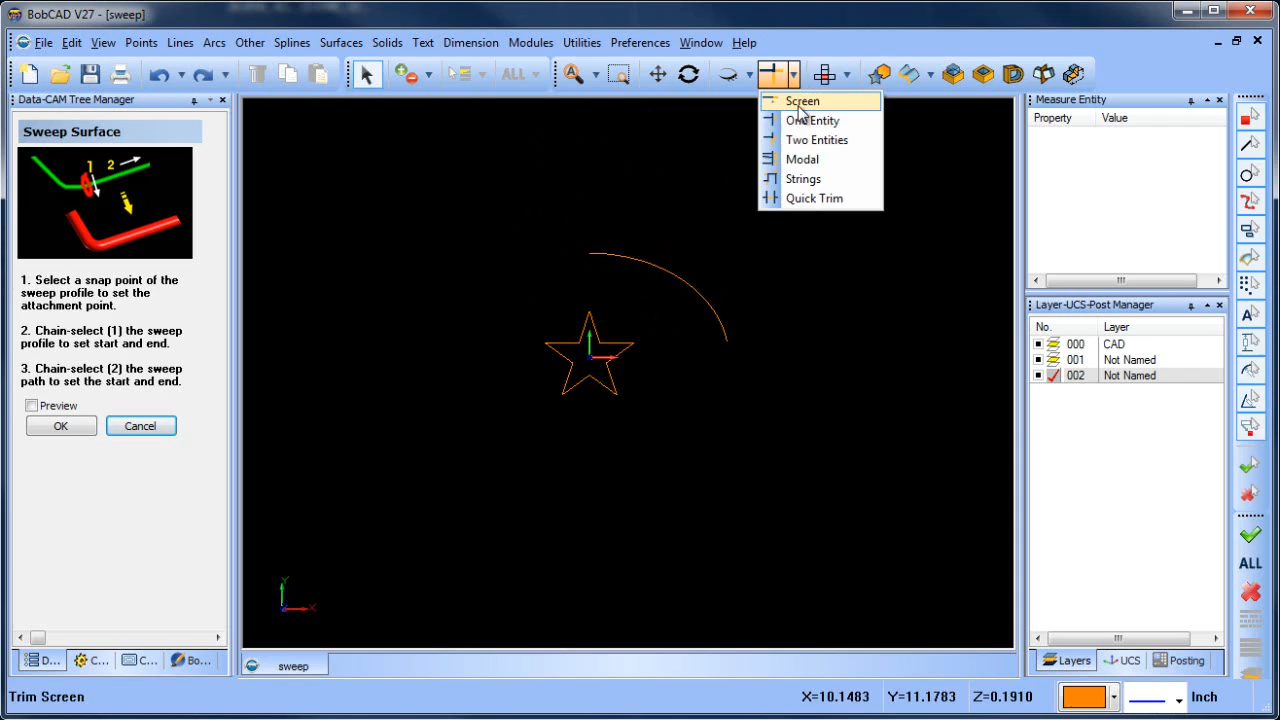 BobCAD V27 - [sweep]
File Edit View Points Lines Arcs Other Splines Surfaces Solids Text Dimension Modules Utilities Preferences Window Help
ALL
Data-CAM Tree Manager
Sweep Surface
1 2
1. Select a snap point of the
sweep profile to set the
attachment point.
2. Chain-select (1) the sweep
profile to set start and end.
3. Chain-select (2) the sweep
path to set the start and end.
Preview
OK Cancel
D... C... C... Bo...
Screen
One Entity
Two Entities
Modal
Strings
Quick Trim
Y
X
sweep
Measure Entity
Property Value
Layer-UCS-Post Manager
No. Layer
000 CAD
001 Not Named
002 Not Named
Layers UCS Posting
A
ALL
Trim Screen X=10.1483 Y=11.1783 Z=0.1910 Inch